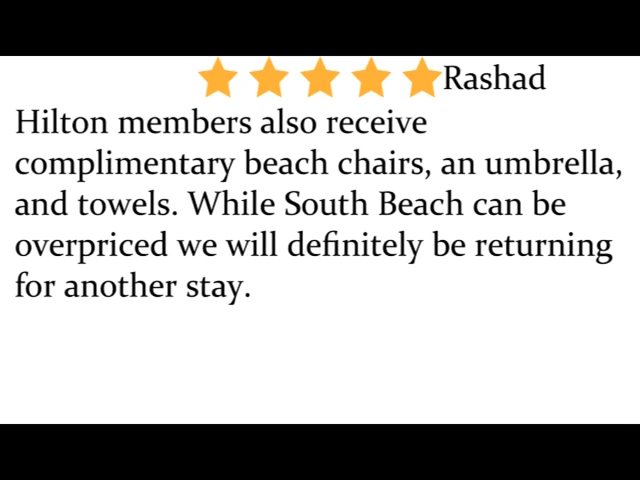 Rashad
Hilton members also receive
complimentary beach chairs, an umbrella,
and towels. While South Beach can be
overpriced we will definitely be returning
for another stay.